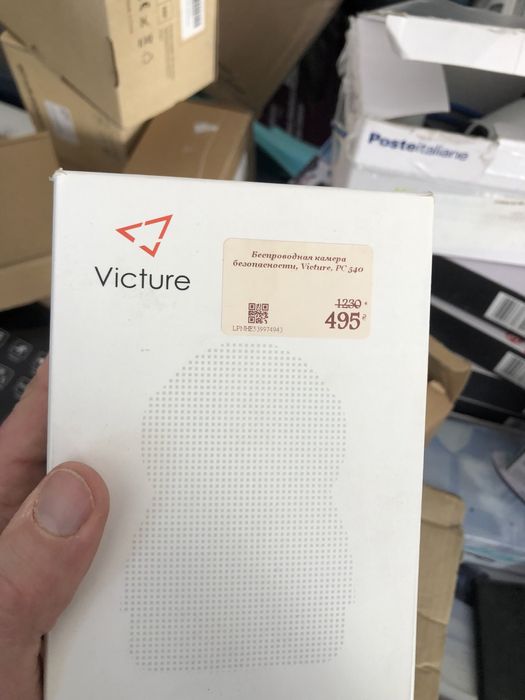 Posteitaliane
Victure
Беспроводная камера
безопасности, Victure, PC 540
1230 ₴
495 ₴
LPNHE539974943